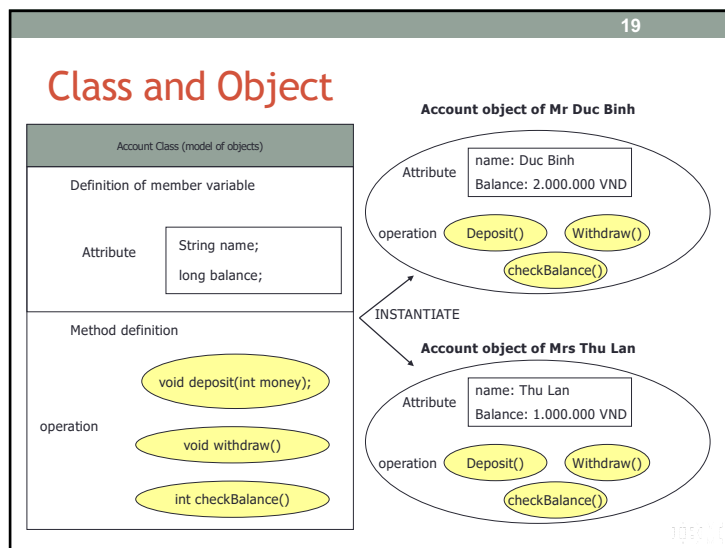 19
Class and Object
Account Class (model of objects)
Definition of member variable
Attribute
String name;
long balance;
Method definition
operation
void deposit(int money);
void withdraw()
int checkBalance()
INSTANTIATE
Account object of Mr Duc Binh
Attribute
name: Duc Binh
Balance: 2.000.000 VND
operation
Deposit()
Withdraw()
checkBalance()
Account object of Mrs Thu Lan
Attribute
name: Thu Lan
Balance: 1.000.000 VND
operation
Deposit()
Withdraw()
checkBalance()